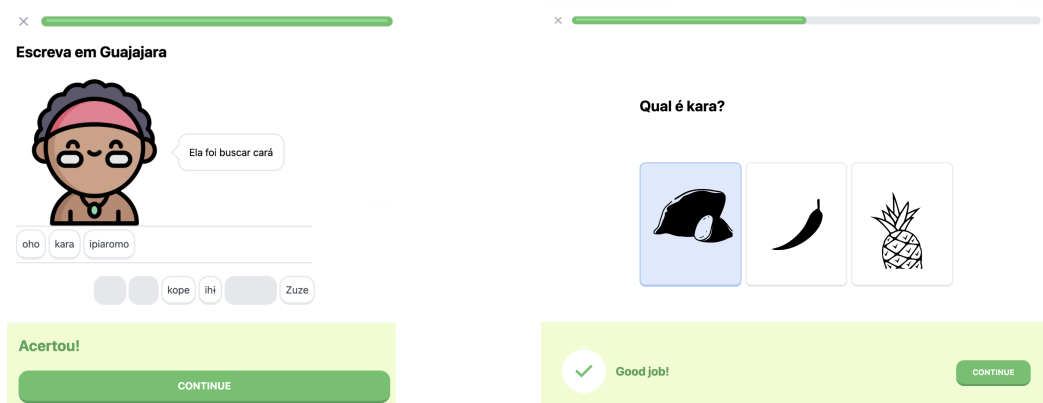 Escreva em Guajajara
Ela foi buscar cará
oho kara ipiaromo
kope ihɨ Zuze
Acertou!
CONTINUE
Qual é kara?
Good job!
CONTINUE